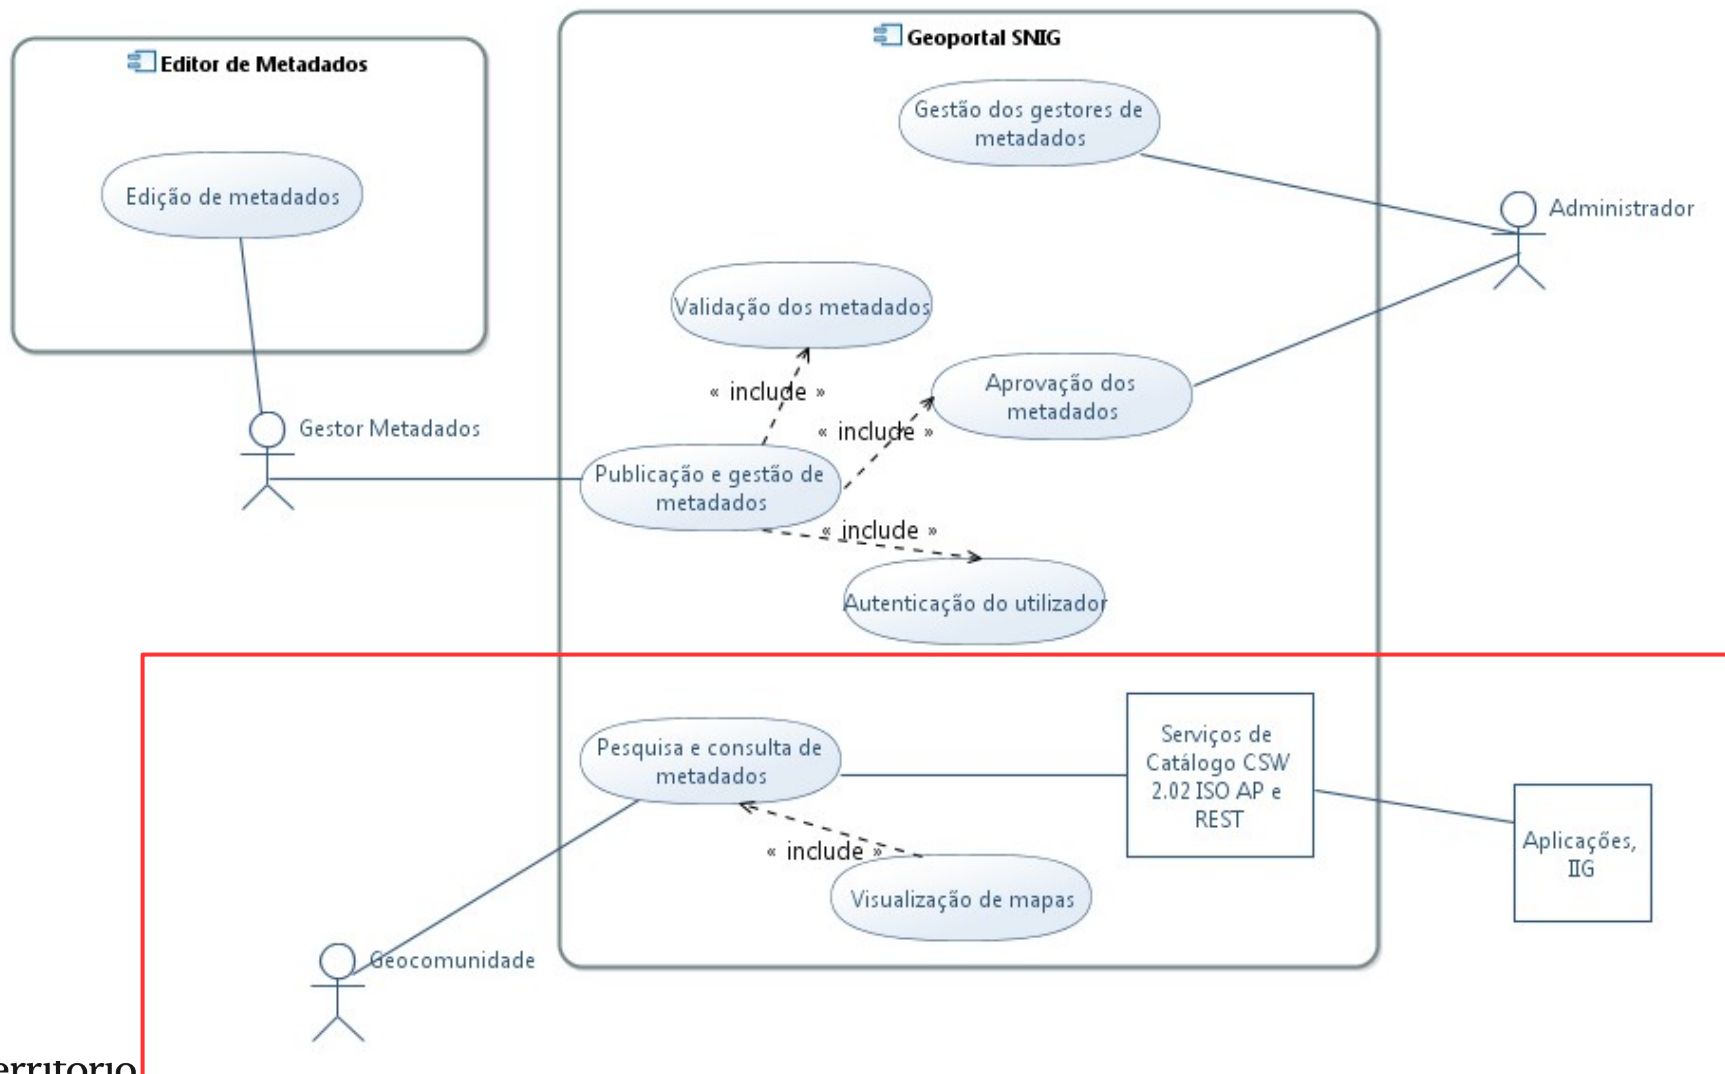 Geoportal SNIG
Editor de Metadados
Gestão dos gestores de
metadados
Edição de metadados
Administrador
Validação dos metadados
« include »
Aprovação dos
metadados
« include »
Gestor Metadados
Publicação e gestão de
metadados
« include »
Autenticação do utilizador
Pesquisa e consulta de
metadados
Serviços de
Catálogo CSW
2.02 ISO AP e
REST
Aplicações,
IIG
« include »
Visualização de mapas
Geocomunidade